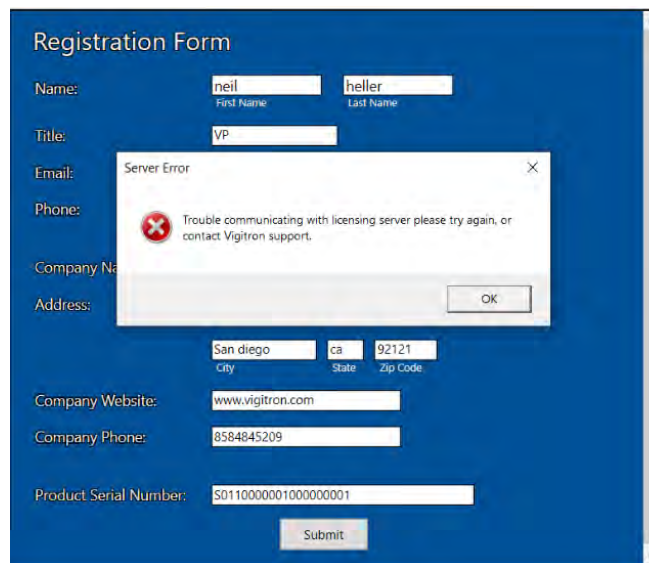 Registration Form
Name: neil heller
First Name Last Name
Title: VP
Email:
Server Error
Phone:
Trouble communicating with licensing server please try again, or
contact Vigitron support.
Company Na
OK
Address:
San diego ca 92121
City State Zip Code
Company Website: www.vigitron.com
Company Phone: 8584845209
Product Serial Number: S0110000001000000001
Submit